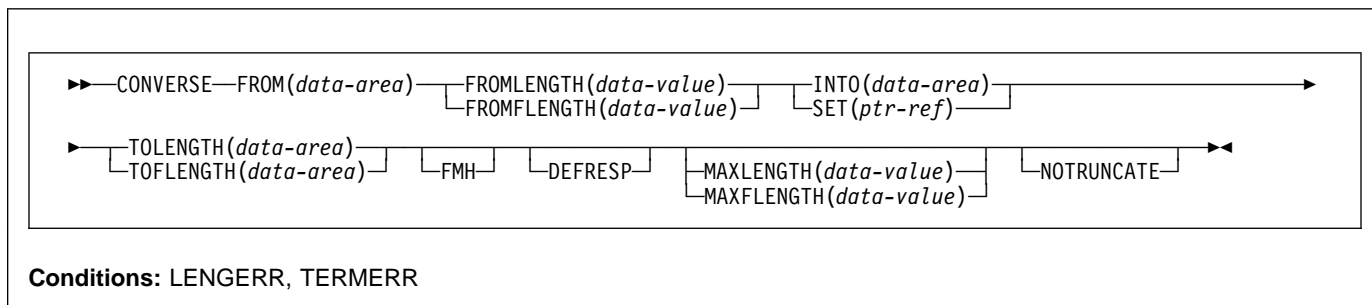 CONVERSE FROM(data-area) FROMLENGTH(data-value) INTO(data-area)
FROMFLENGTH(data-value) SET(ptr-ref)
TOLENGTH(data-area)
TOFLENGTH(data-area) FMH DEFRESP MAXLENGTH(data-value) NOTRUNCATE
MAXFLENGTH(data-value)
Conditions: LENGERR, TERMERR